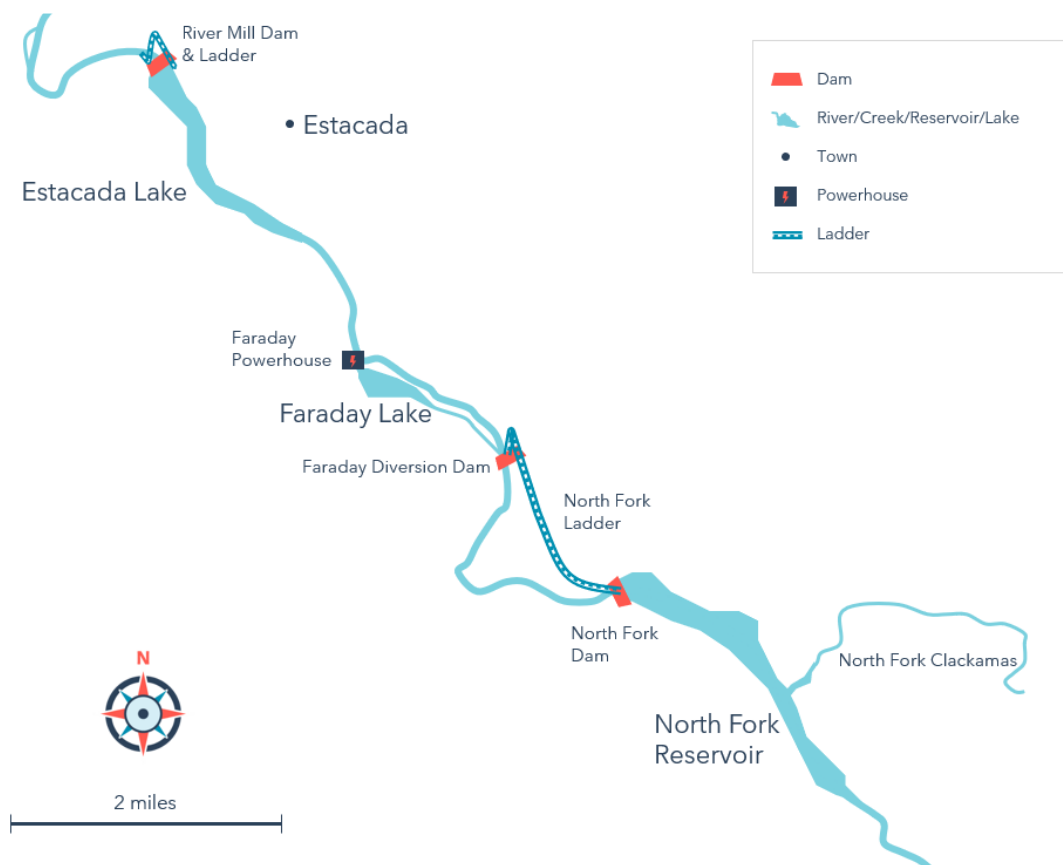 River Mill Dam
& Ladder
Estacada
Estacada Lake
Dam
River/Creek/Reservoir/Lake
Town
Powerhouse
Ladder
Faraday
Powerhouse
Faraday Lake
Faraday Diversion Dam
North Fork
Ladder
North Fork
Dam
North Fork Clackamas
North Fork
Reservoir
N
2 miles